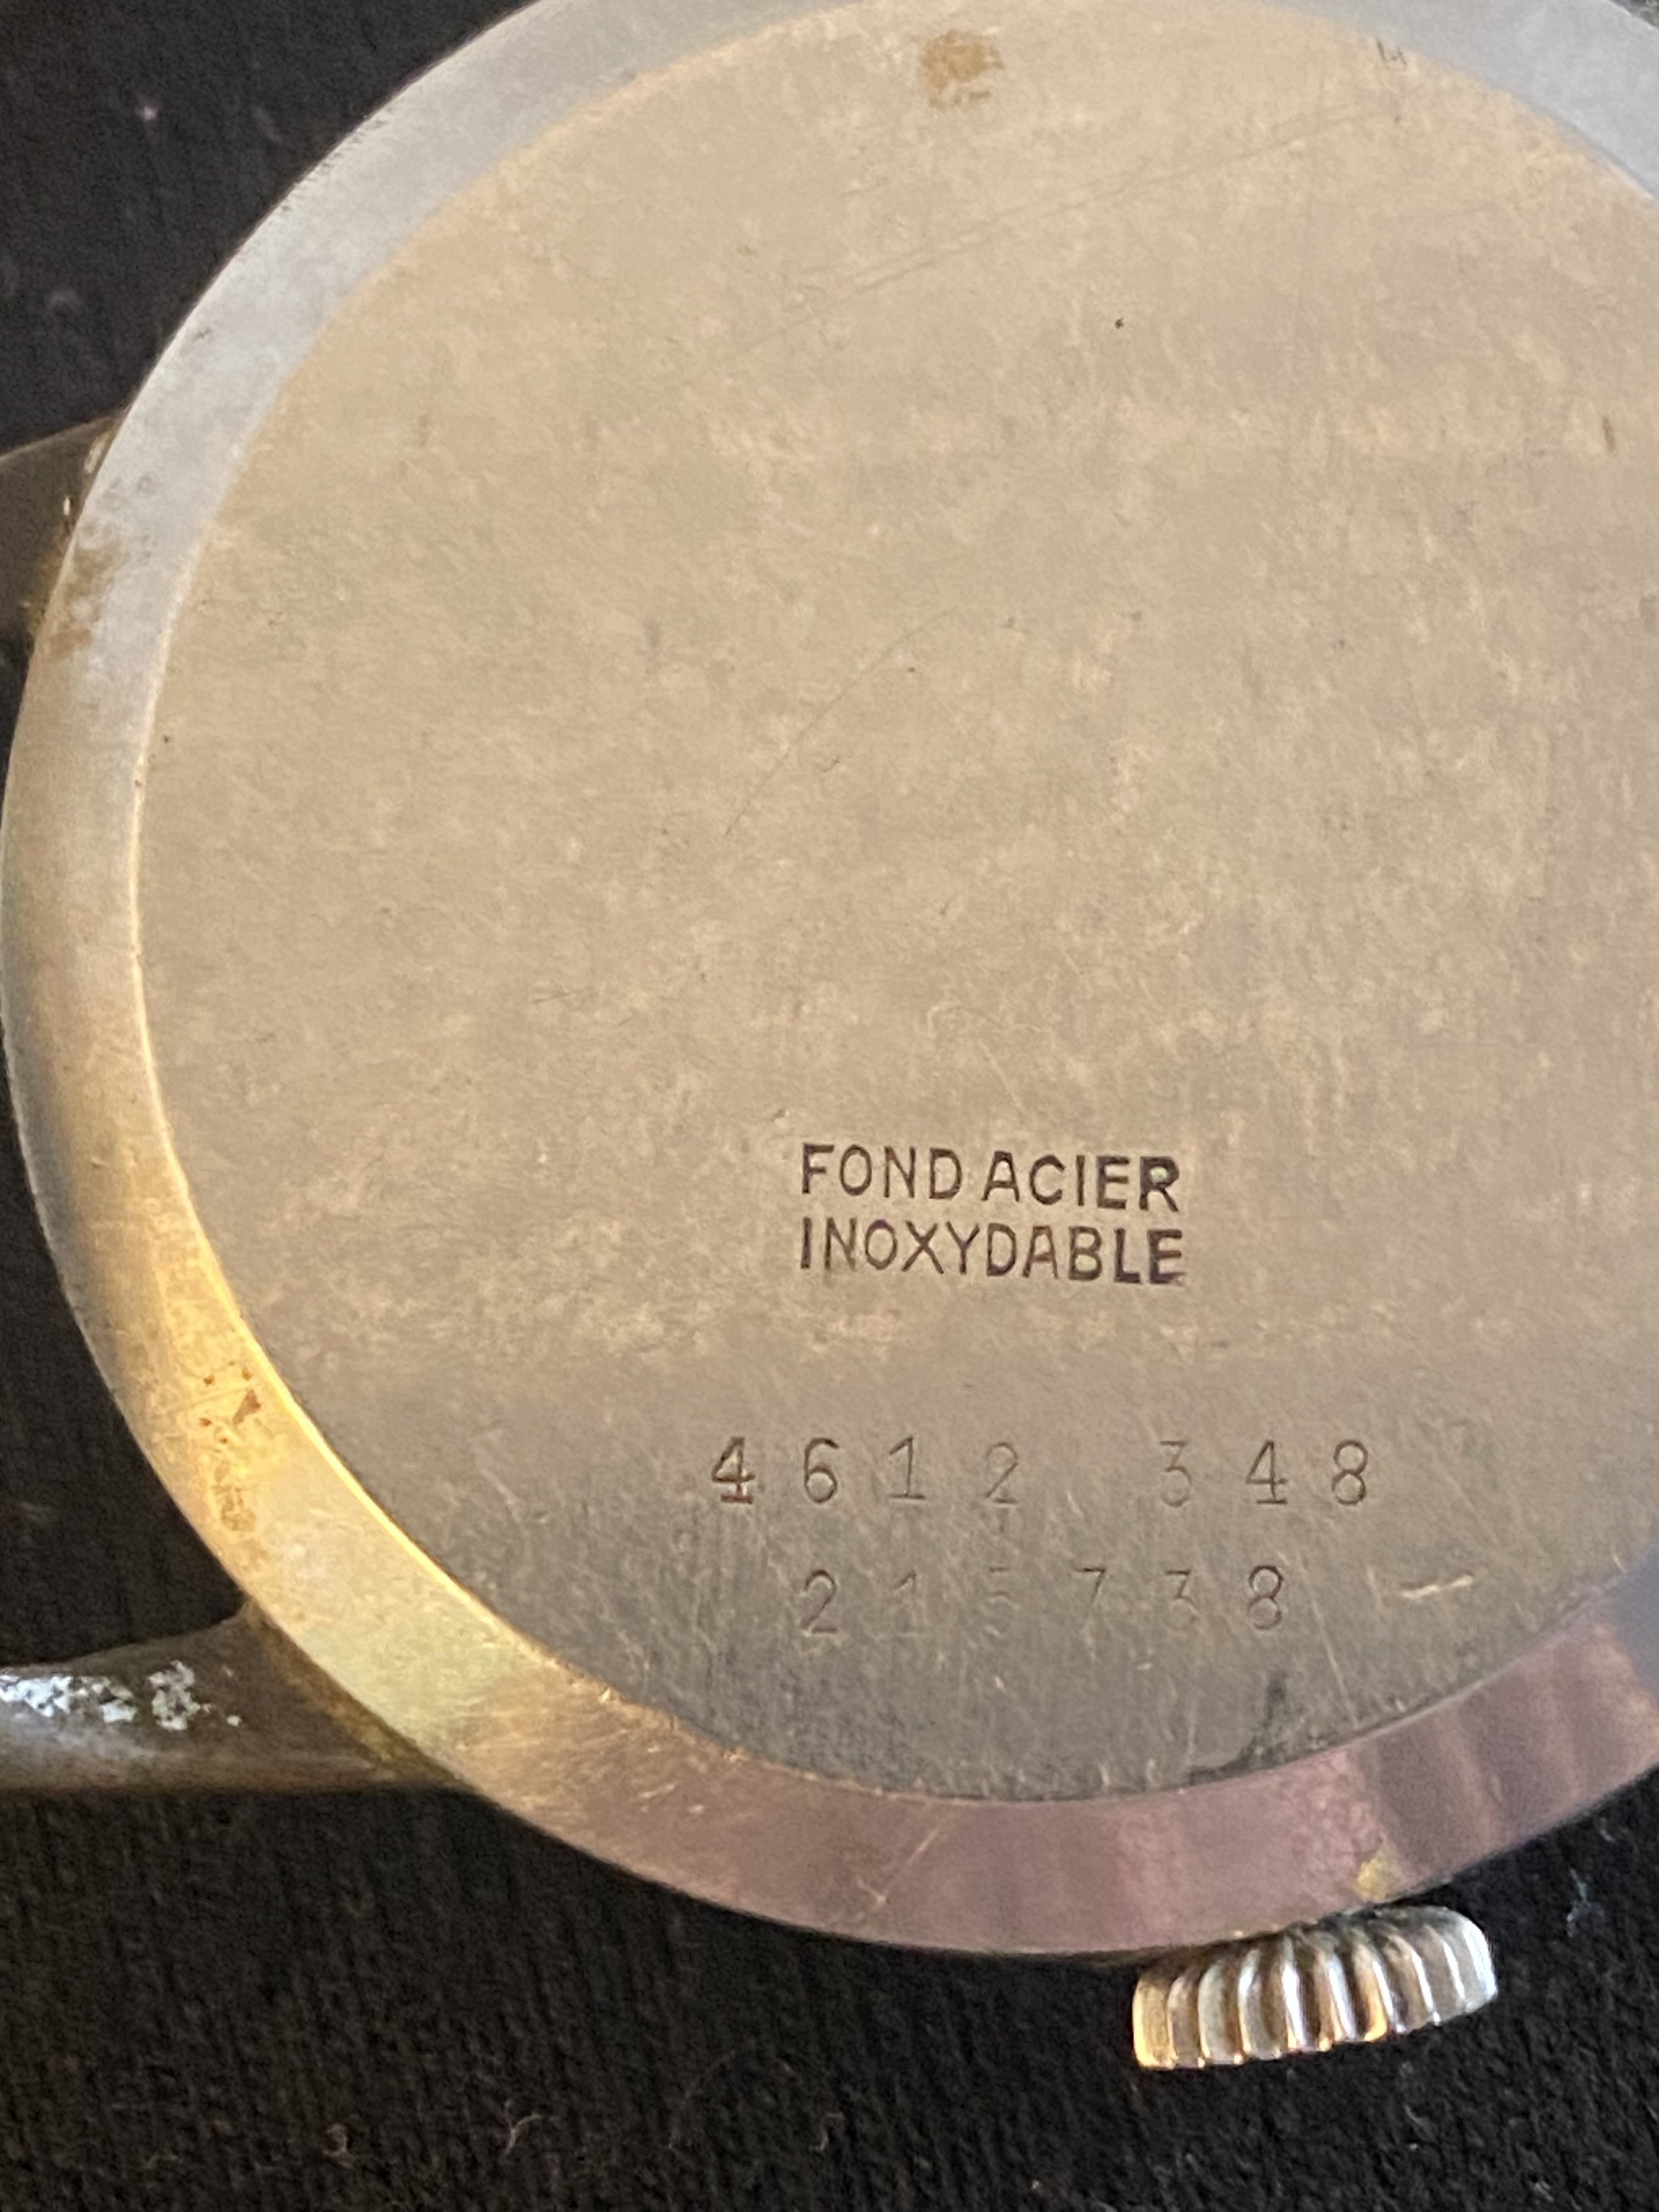 FOND ACIER
INOXYDABLE
4612 348
215738